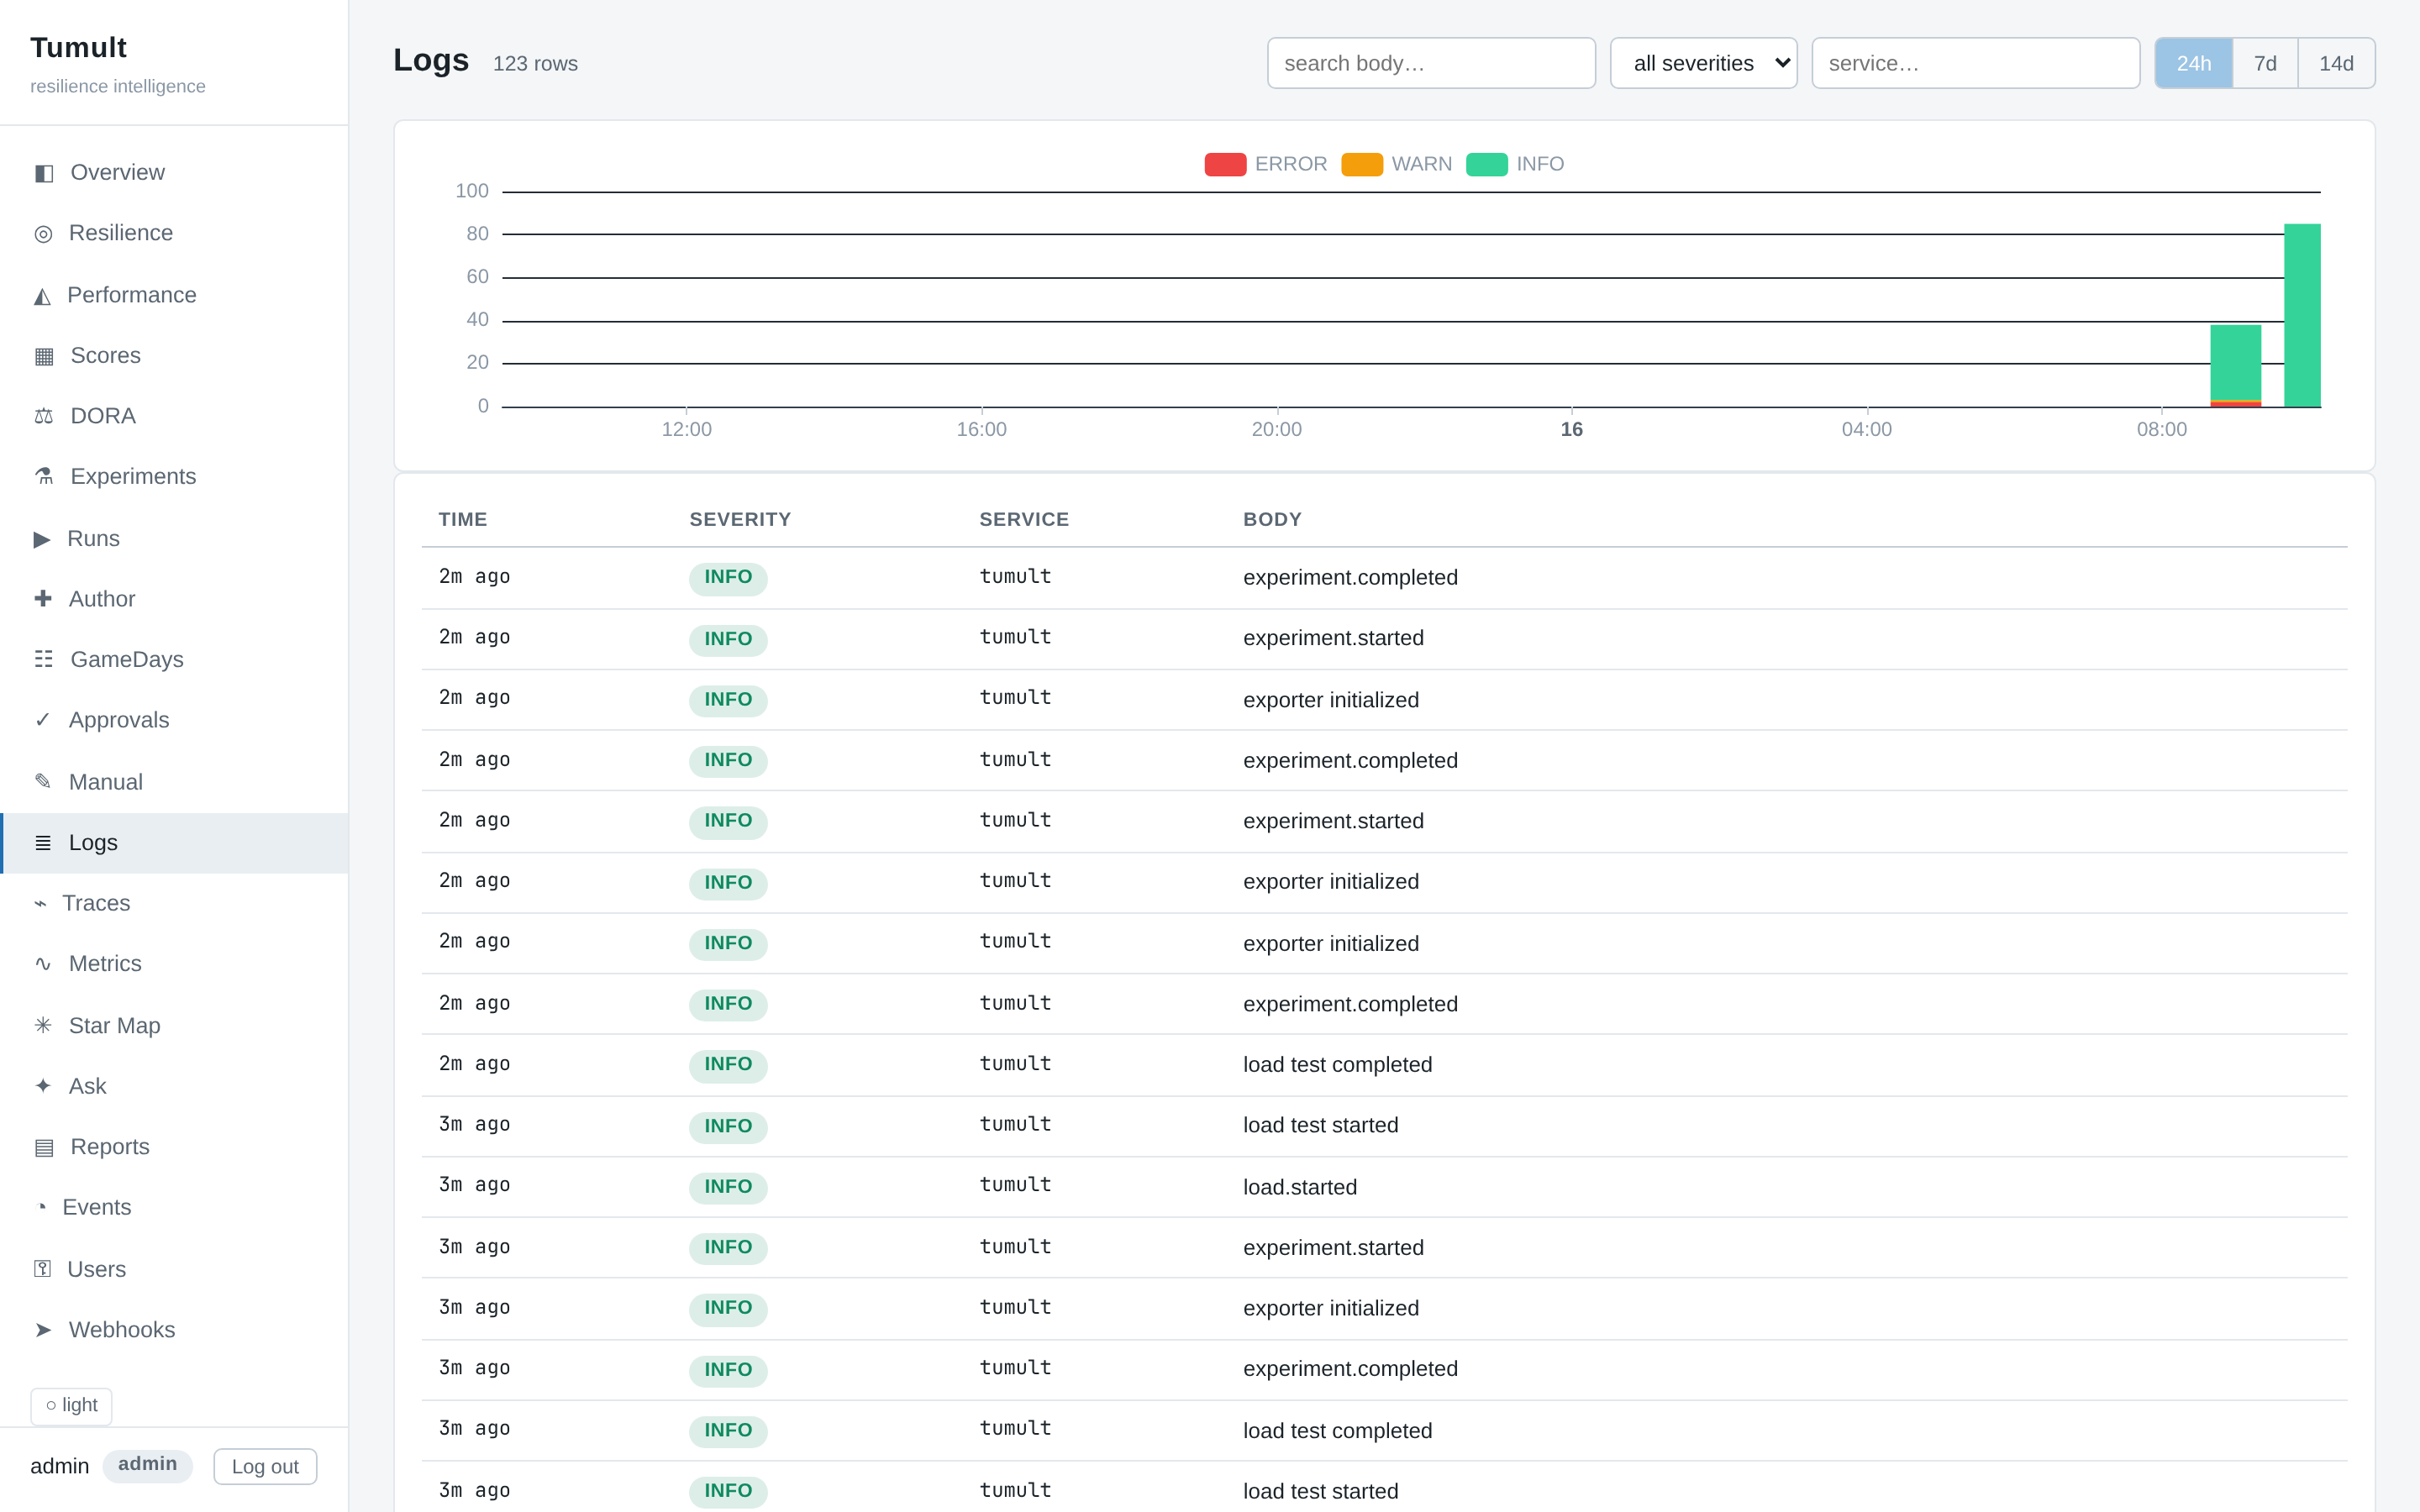 Tumult
resilience intelligence
Overview
Resilience
Performance
Scores
DORA
Experiments
Runs
Author
GameDays
Approvals
Manual
Logs
Traces
Metrics
Star Map
Ask
Reports
Events
Users
Webhooks
light
admin admin Log out
Logs 123 rows search body… all severities service… 24h 7d 14d
ERROR WARN INFO
100
80
60
40
20
0
12:00 16:00 20:00 16 04:00 08:00
TIME SEVERITY SERVICE BODY
2m ago INFO tumult experiment.completed
2m ago INFO tumult experiment.started
2m ago INFO tumult exporter initialized
2m ago INFO tumult experiment.completed
2m ago INFO tumult experiment.started
2m ago INFO tumult exporter initialized
2m ago INFO tumult exporter initialized
2m ago INFO tumult experiment.completed
2m ago INFO tumult load test completed
3m ago INFO tumult load test started
3m ago INFO tumult load.started
3m ago INFO tumult experiment.started
3m ago INFO tumult exporter initialized
3m ago INFO tumult experiment.completed
3m ago INFO tumult load test completed
3m ago INFO tumult load test started